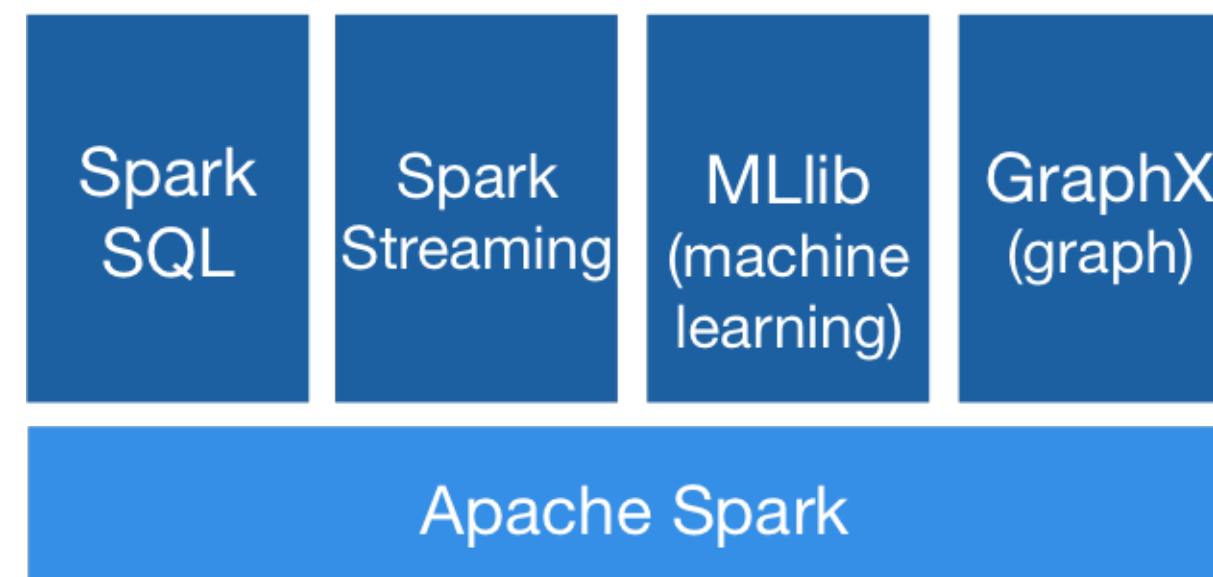 Spark
SQL
Spark
Streaming
MLlib
(machine
learning)
GraphX
(graph)
Apache Spark